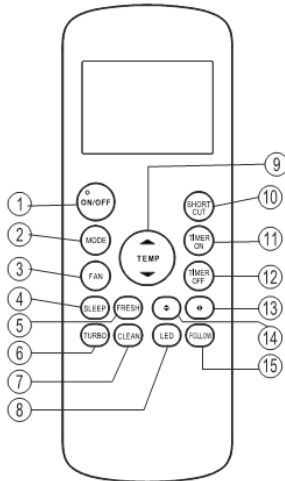 9
ON/OFF
SHORT
CUT
1
10
2
MODE
TEMP
TIMER
ON
11
3
FAN
TIMER
OFF
12
4
SLEEP
FRESH
13
5
14
6
TURBO
CLEAN
LED
FOLLOW
15
7
8